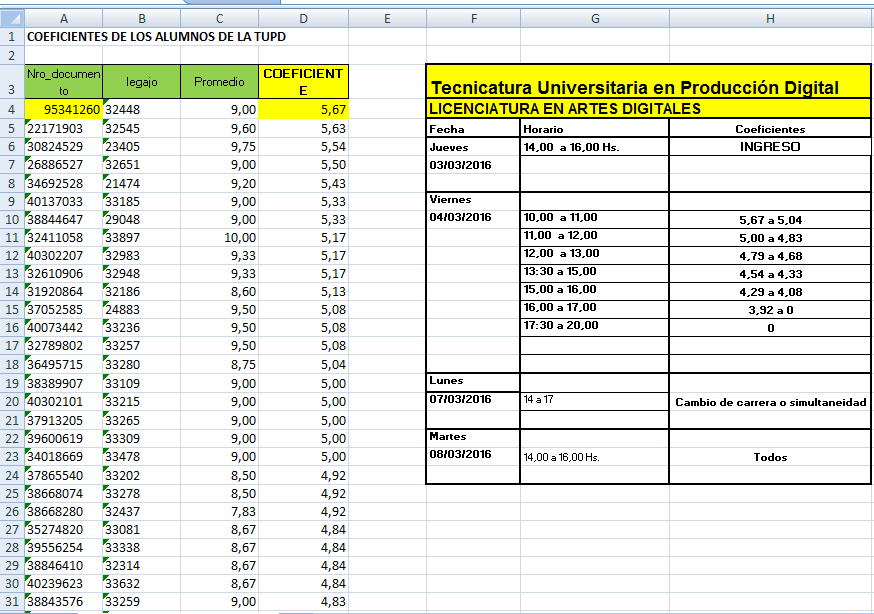 A B C D E F G H
1 COEFICIENTES DE LOS ALUMNOS DE LA TUPD
2
3 Nro_documento legajo Promedio COEFICIENTE Tecnicatura Universitaria en Producción Digital
4 95341260 32448 9,00 5,67 LICENCIATURA EN ARTES DIGITALES
5 22171903 32545 9,60 5,63 Fecha Horario Coeficientes
6 30824529 23405 9,75 5,54 Jueves 14,00 a 16,00 Hs. INGRESO
7 26886527 32651 9,00 5,50 03/03/2016
8 34692528 21474 9,20 5,43
9 40137033 33185 9,00 5,33 Viernes
10 38844647 29048 9,00 5,33 04/03/2016 10,00 a 11,00 5,67 a 5,04
11 32411058 33897 10,00 5,17 11,00 a 12,00 5,00 a 4,83
12 40302207 32983 9,33 5,17 12,00 a 13,00 4,79 a 4,68
13 32610906 32948 9,33 5,17 13:30 a 15,00 4,54 a 4,33
14 31920864 32186 8,60 5,13 15,00 a 16,00 4,29 a 4,08
15 37052585 24883 9,50 5,08 16,00 a 17,00 3,92 a 0
16 40073442 33236 9,50 5,08 17:30 a 20,00 0
17 32789802 33257 9,50 5,08
18 36495715 33280 8,75 5,04
19 38389907 33109 9,00 5,00 Lunes
20 40302101 33215 9,00 5,00 07/03/2016 14 a 17 Cambio de carrera o simultaneidad
21 37913205 33265 9,00 5,00
22 39600619 33309 9,00 5,00 Martes
23 34018669 33478 9,00 5,00 08/03/2016 14,00 a 16,00 Hs. Todos
24 37865540 33202 8,50 4,92
25 38668074 33278 8,50 4,92
26 38668280 32437 7,83 4,92
27 35274820 33081 8,67 4,84
28 39556254 33338 8,67 4,84
29 38846410 32314 8,67 4,84
30 40239623 33632 8,67 4,84
31 38843576 33259 9,00 4,83